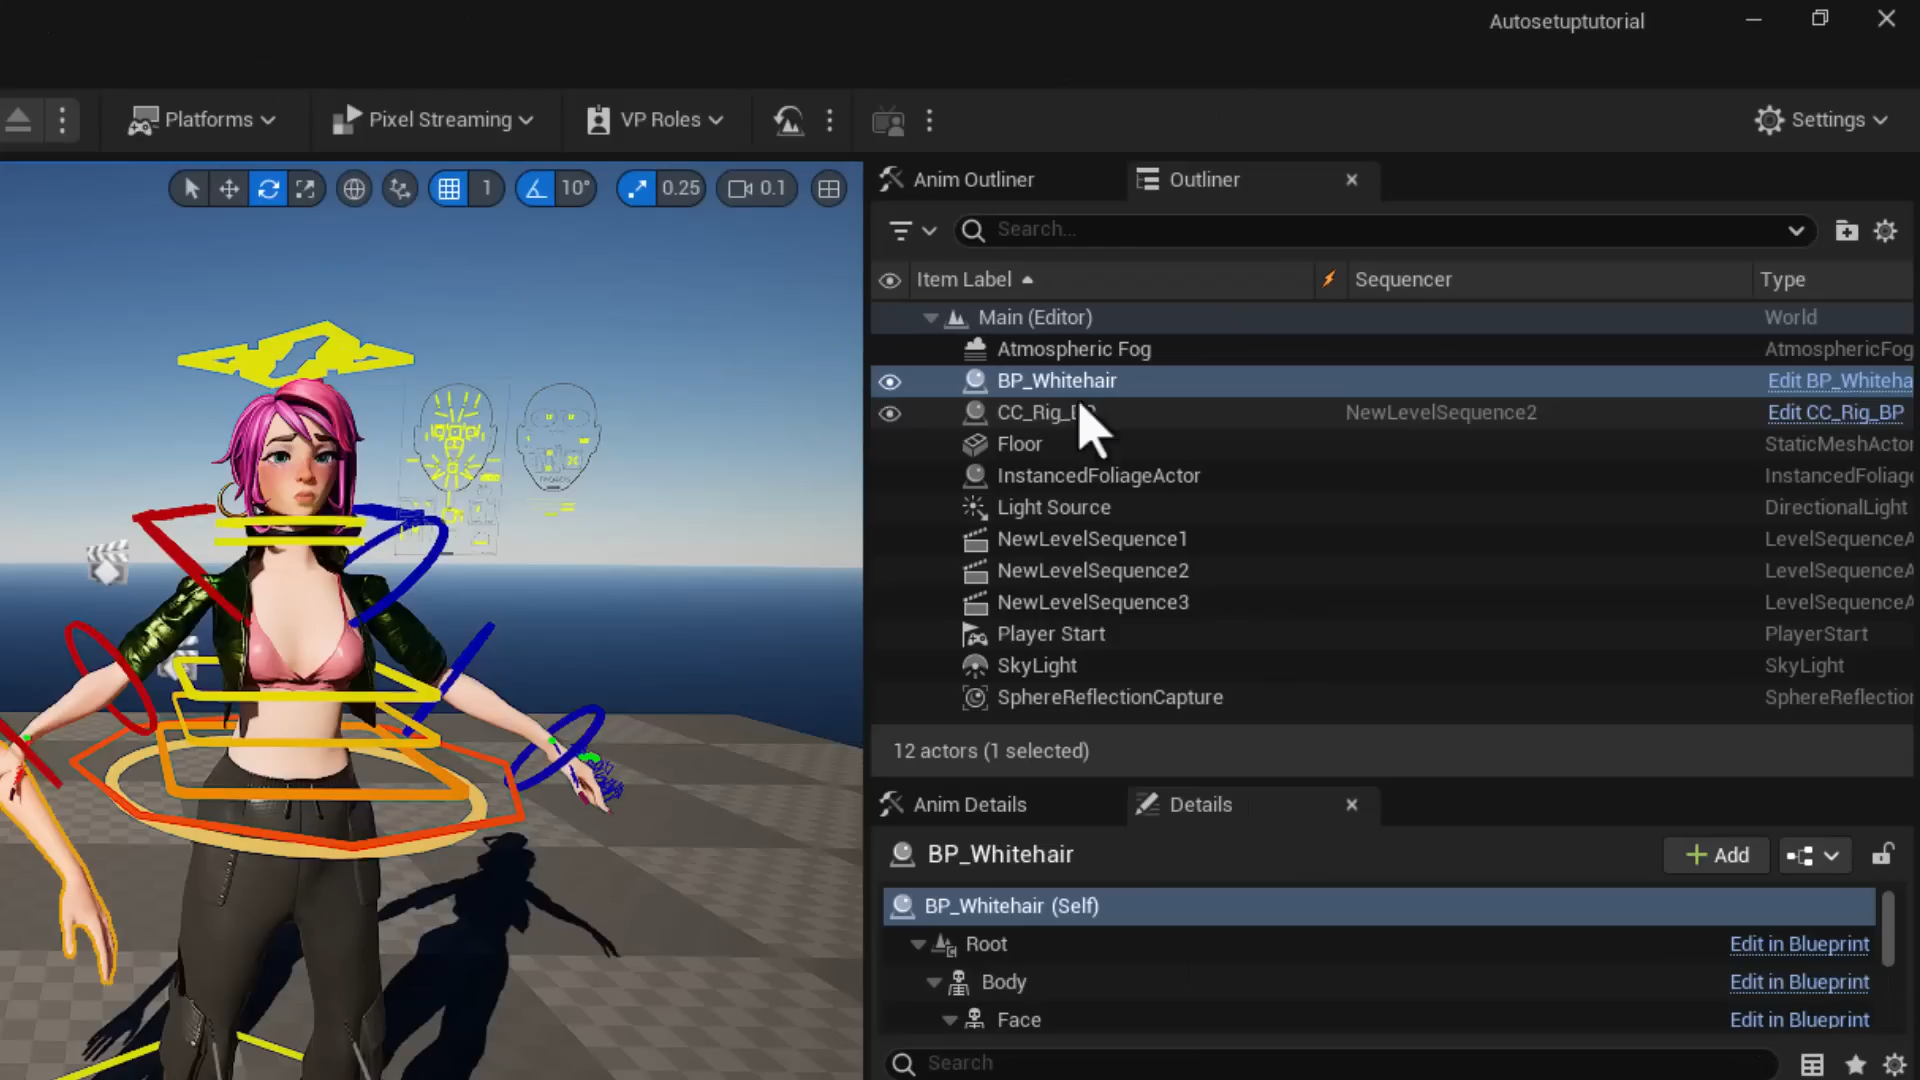 Autosetuptutorial
Platforms
Pixel Streaming
VP Roles
Settings
1
10°
0.25
0.1
Anim Outliner
Outliner
Search...
Item Label
Sequencer
Type
Main (Editor)
World
Atmospheric Fog
AtmosphericFog
BP_Whitehair
Edit BP_Whiteha
CC_Rig_
NewLevelSequence2
Edit CC_Rig_BP
Floor
StaticMeshActor
InstancedFoliageActor
InstancedFoliage
Light Source
DirectionalLight
NewLevelSequence1
LevelSequenceA
NewLevelSequence2
LevelSequenceA
NewLevelSequence3
LevelSequenceA
Player Start
PlayerStart
SkyLight
SkyLight
SphereReflectionCapture
SphereReflection
12 actors (1 selected)
Anim Details
Details
BP_Whitehair
Add
BP_Whitehair (Self)
Root
Edit in Blueprint
Body
Edit in Blueprint
Face
Edit in Blueprint
Search